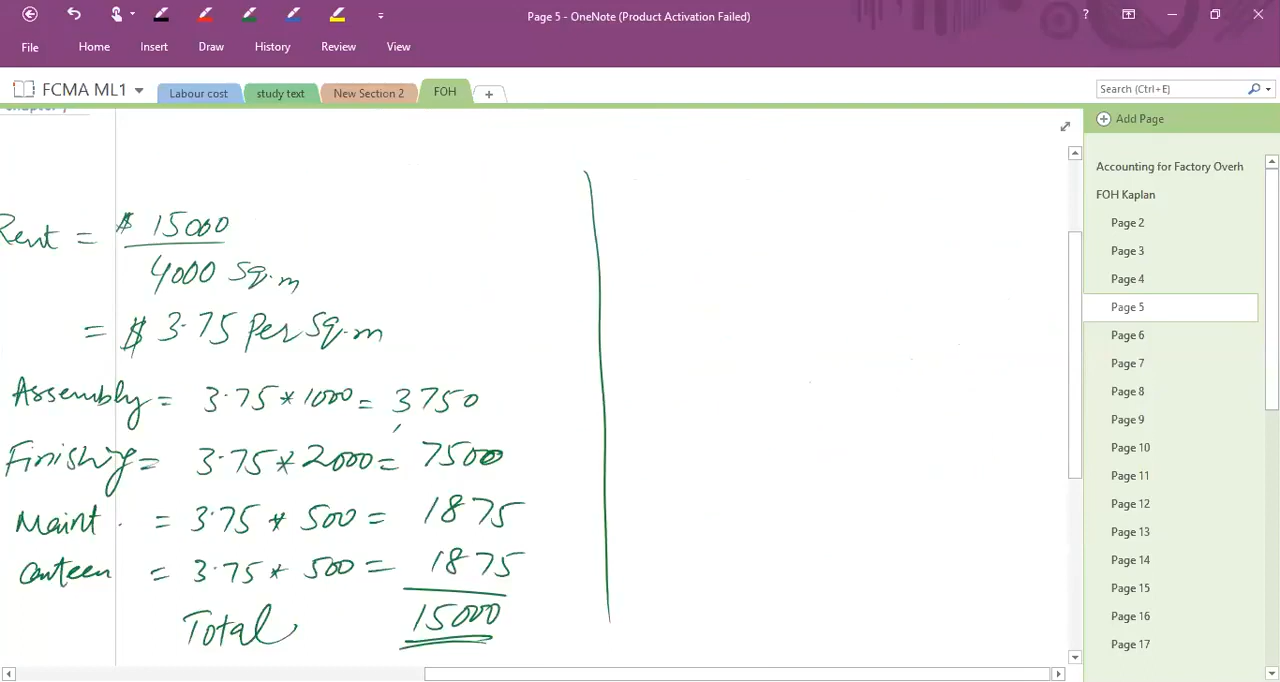 Page 5 - OneNote (Product Activation Failed)
?
File Home Insert Draw History Review View
FCMA ML1
Labour cost study text New Section 2 FOH +
Search (Ctrl+E)
Add Page
Accounting for Factory Overh
FOH Kaplan
Page 2
Page 3
Page 4
Page 5
Page 6
Page 7
Page 8
Page 9
Page 10
Page 11
Page 12
Page 13
Page 14
Page 15
Page 16
Page 17
Rent = $ 15000
4000 Sq.m
= $ 3.75 Per Sq.m
Assembly = 3.75 * 1000 = 3750
Finishing = 3.75 * 2000 = 7500
Maint. = 3.75 * 500 = 1875
Canteen = 3.75 * 500 = 1875
Total 15000